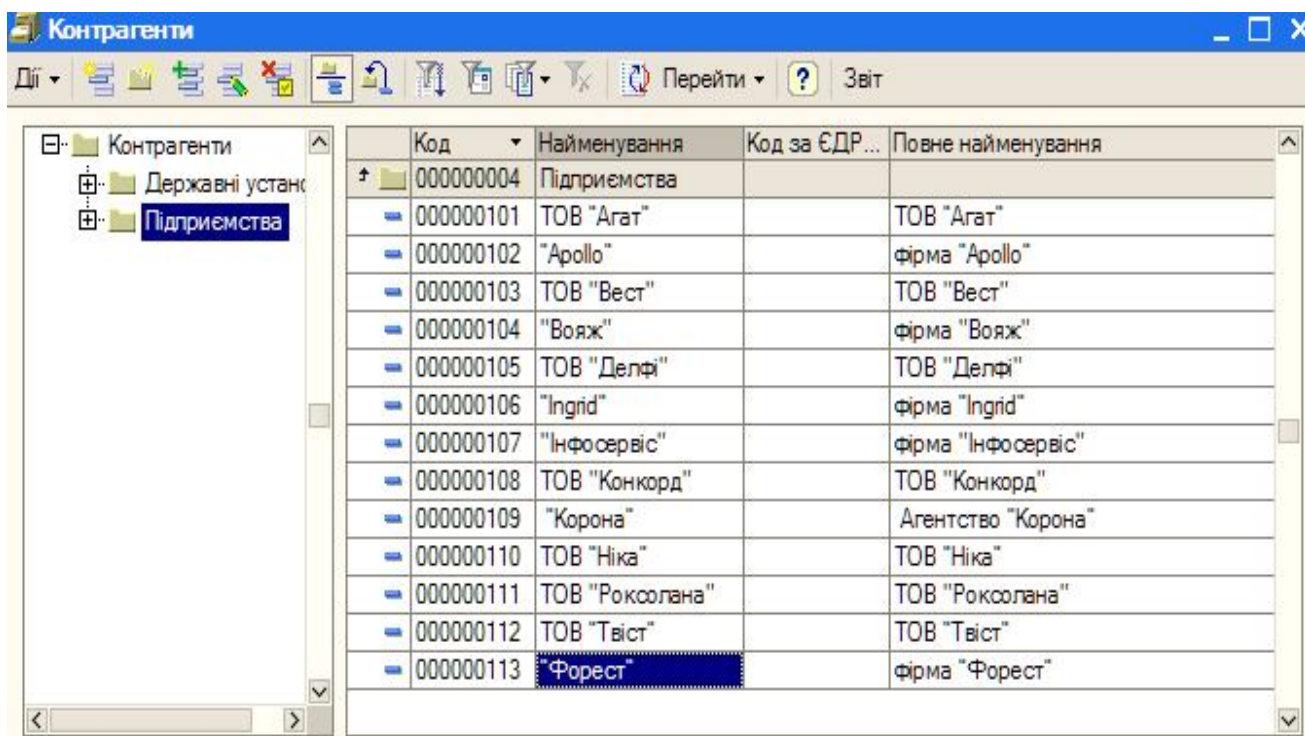 Контрагенти
Дії Перейти ? Звіт
Контрагенти
Державні устано
Підприємства
Код Найменування Код за ЄДР... Повне найменування
000000004 Підприємства
000000101 ТОВ "Агат" ТОВ "Агат"
000000102 "Apollo" фірма "Apollo"
000000103 ТОВ "Вест" ТОВ "Вест"
000000104 "Вояж" фірма "Вояж"
000000105 ТОВ "Делфі" ТОВ "Делфі"
000000106 "Ingrid" фірма "Ingrid"
000000107 "Інфосервіс" фірма "Інфосервіс"
000000108 ТОВ "Конкорд" ТОВ "Конкорд"
000000109 "Корона" Агентство "Корона"
000000110 ТОВ "Ніка" ТОВ "Ніка"
000000111 ТОВ "Роксолана" ТОВ "Роксолана"
000000112 ТОВ "Твіст" ТОВ "Твіст"
000000113 "Форест" фірма "Форест"